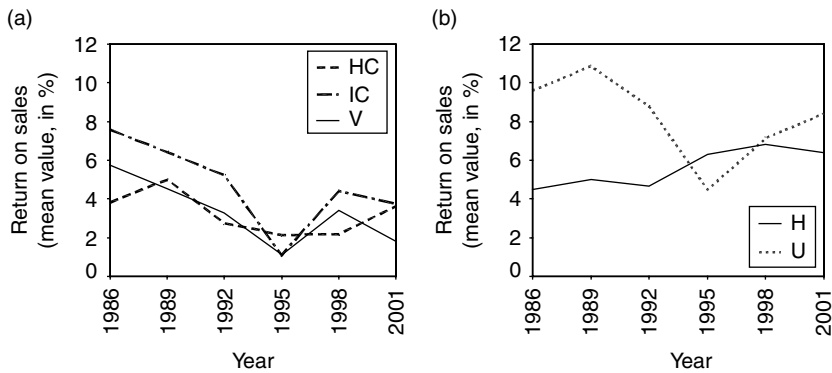 (a)
Return on sales
(mean value, in %)
12
10
8
6
4
2
0
HC
IC
V
1986
1989
1992
1995
1998
2001
Year
(b)
Return on sales
(mean value, in %)
12
10
8
6
4
2
0
H
U
1986
1989
1992
1995
1998
2001
Year